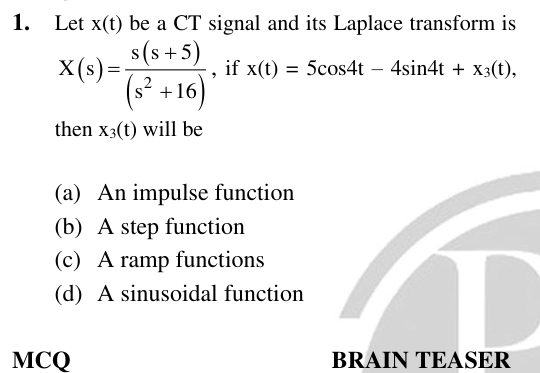 1. Let x(t) be a CT signal and its Laplace transform is
X(s) = s(s+5) / (s² +16), if x(t) = 5cos4t – 4sin4t + x₃(t),
then x₃(t) will be
(a) An impulse function
(b) A step function
(c) A ramp functions
(d) A sinusoidal function
MCQ BRAIN TEASER